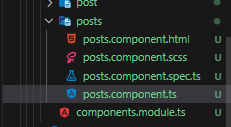 post
posts
posts.component.html U
posts.component.scss U
posts.component.spec.ts U
posts.component.ts U
components.module.ts U